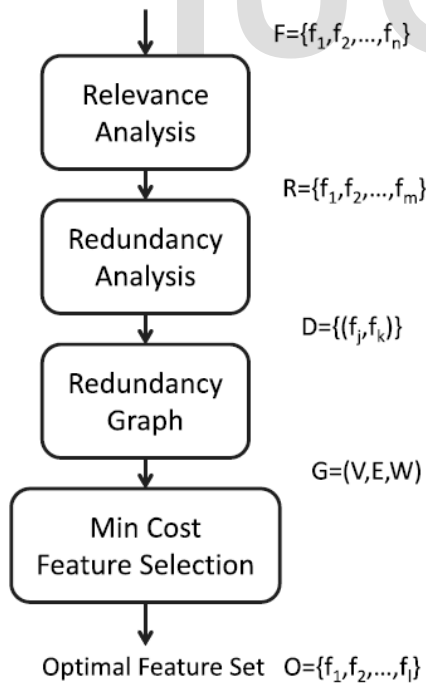 F={f₁,f₂,...,fₙ}
Relevance
Analysis
R={f₁,f₂,...,fₘ}
Redundancy
Analysis
D={(fⱼ,fₖ)}
Redundancy
Graph
G=(V,E,W)
Min Cost
Feature Selection
Optimal Feature Set O={f₁,f₂,...,fₗ}